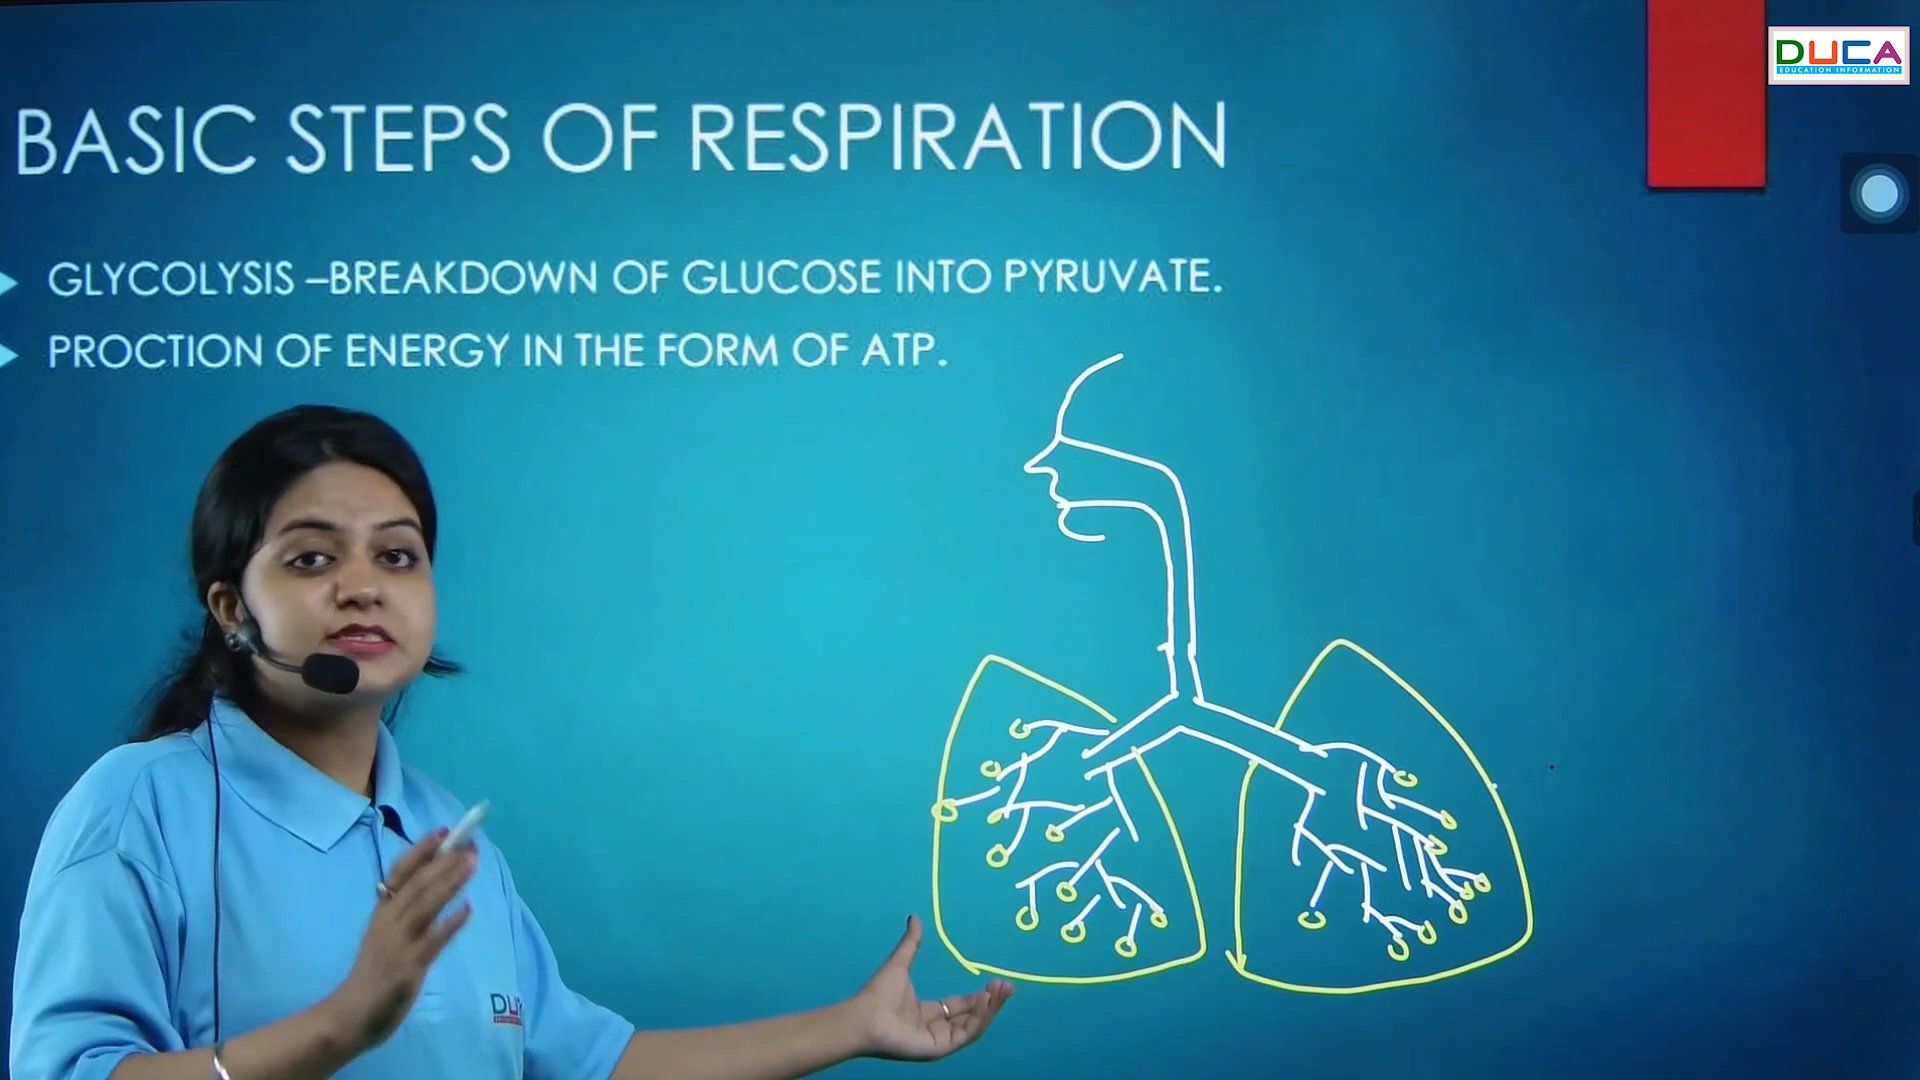 DUCA
EDUCATION INFORMATION
BASIC STEPS OF RESPIRATION
GLYCOLYSIS –BREAKDOWN OF GLUCOSE INTO PYRUVATE.
PROCTION OF ENERGY IN THE FORM OF ATP.